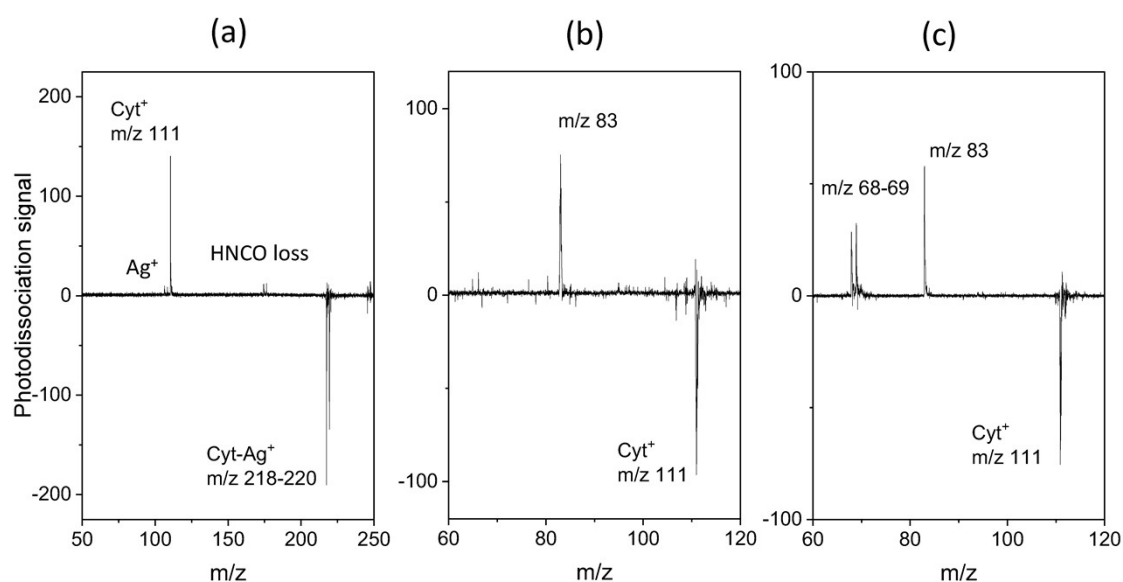 (a)
(b)
(c)
Photodissociation signal
200
100
0
-100
-200
Cyt⁺
m/z 111
Ag⁺
HNCO loss
Cyt-Ag⁺
m/z 218-220
50
100
150
200
250
m/z
100
0
-100
m/z 83
Cyt⁺
m/z 111
60
80
100
120
m/z
100
0
-100
m/z 68-69
m/z 83
Cyt⁺
m/z 111
60
80
100
120
m/z